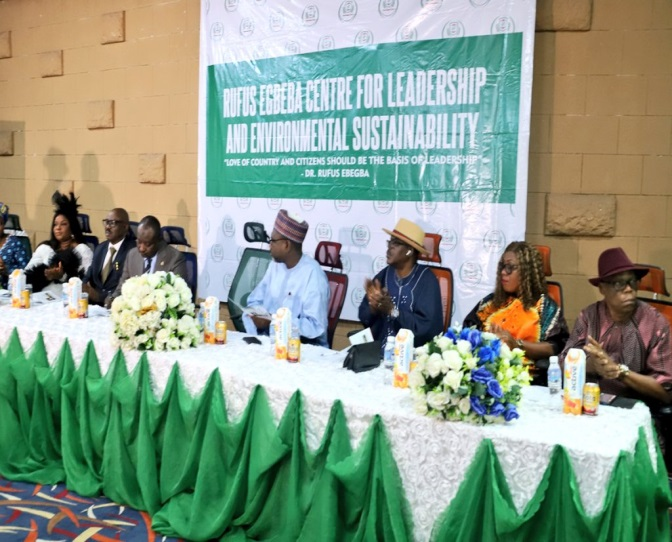 RUFUS EGBEBA CENTRE FOR LEADERSHIP
AND ENVIRONMENTAL SUSTAINABILITY
"LOVE OF COUNTRY AND CITIZENS SHOULD BE THE BASIS OF LEADERSHIP"
- DR. RUFUS EBEGBA